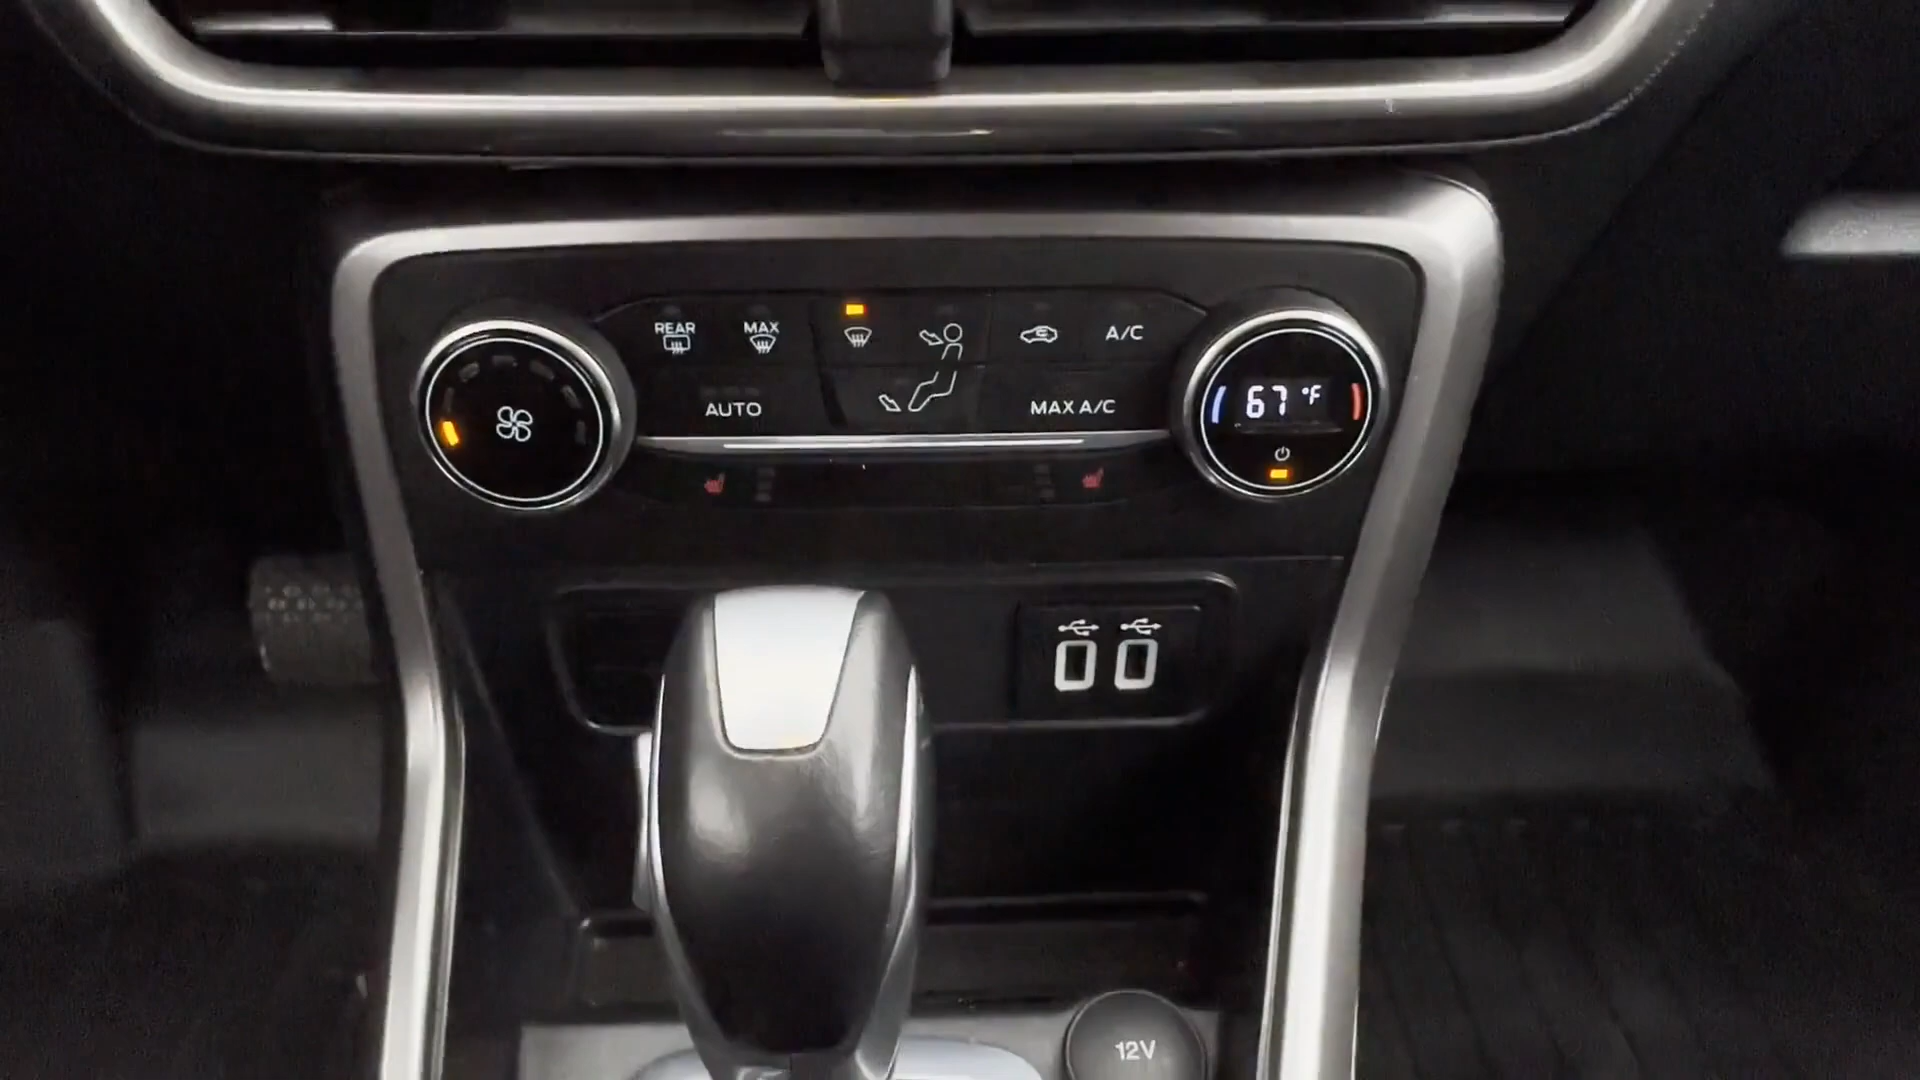 REAR
MAX
A/C
67 °F
AUTO
MAX A/C
12V